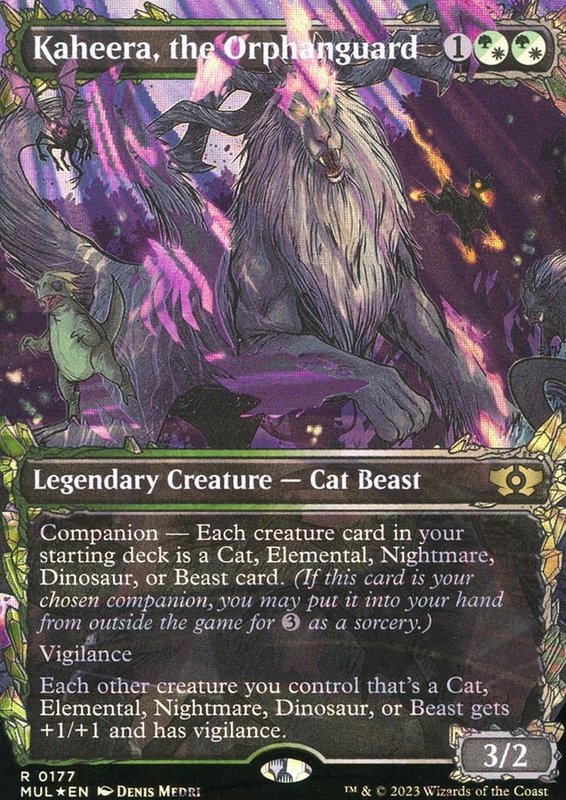 Kaheera, the Orphanguard 1
Legendary Creature — Cat Beast
Companion — Each creature card in your
starting deck is a Cat, Elemental, Nightmare,
Dinosaur, or Beast card. (If this card is your
chosen companion, you may put it into your hand
from outside the game for 3 as a sorcery.)
Vigilance
Each other creature you control that's a Cat,
Elemental, Nightmare, Dinosaur, or Beast gets
+1/+1 and has vigilance.
3/2
R 0177
MUL★EN Denis Medri
™ & © 2023 Wizards of the Coast